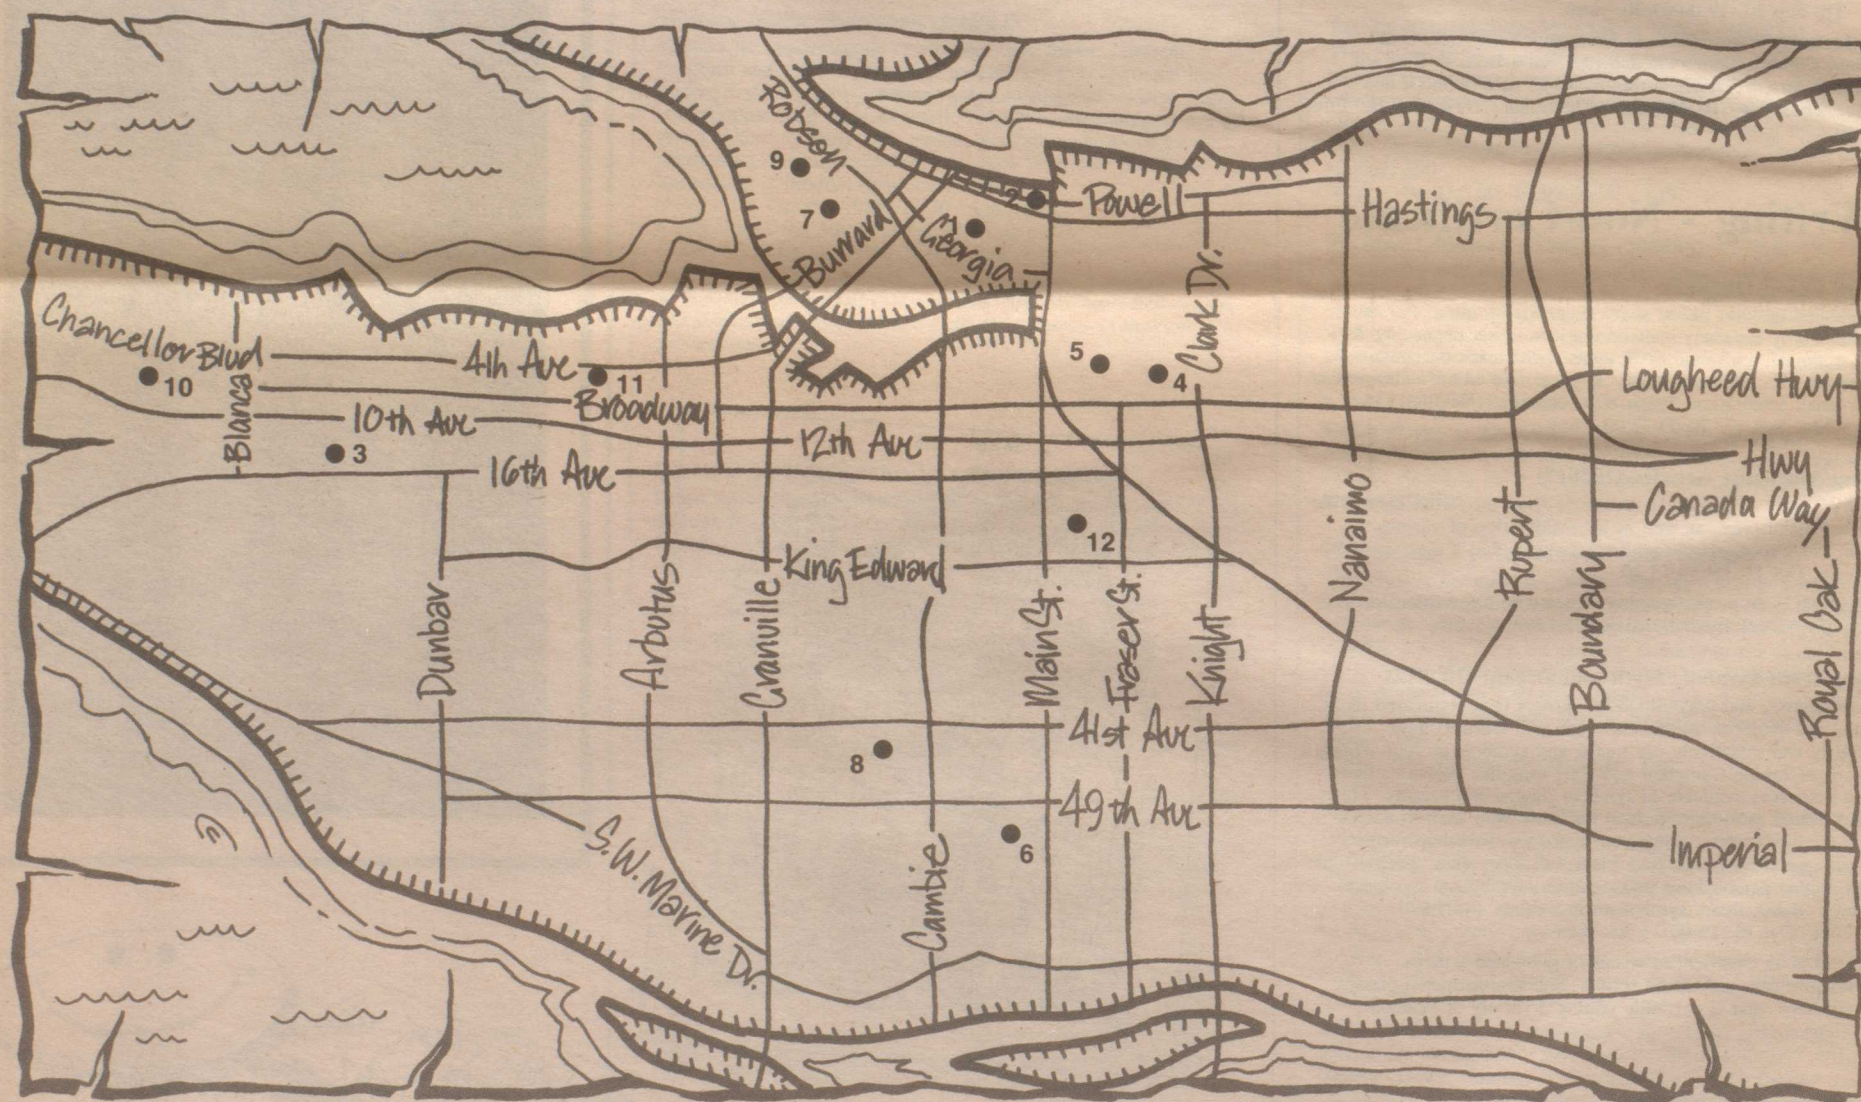 Robson
9
7
Burrard
Georgia
1
2
Powell
Hastings
Clark Dr.
Chancellor Blvd
10
Blanca
4th Ave
11
Broadway
10th Ave
3
16th Ave
12th Ave
5
4
Lougheed Hwy
Hwy
Canada Way
12
King Edward
Dunbar
Arbutus
Granville
Main St.
Fraser St.
Knight
Nanaimo
Rupert
Boundary
Royal Oak
41st Ave
8
49th Ave
6
S.W. Marine Dr.
Cambie
Imperial